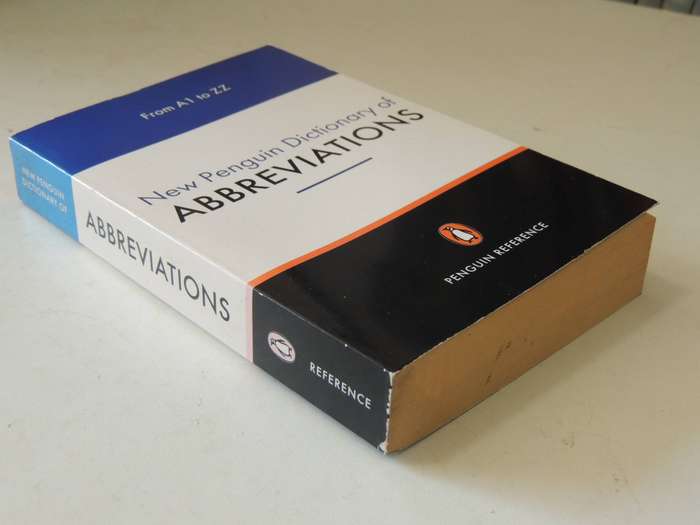 From A1 to ZZ
New Penguin Dictionary of
ABBREVIATIONS
PENGUIN REFERENCE
NEW PENGUIN
DICTIONARY OF
ABBREVIATIONS
REFERENCE